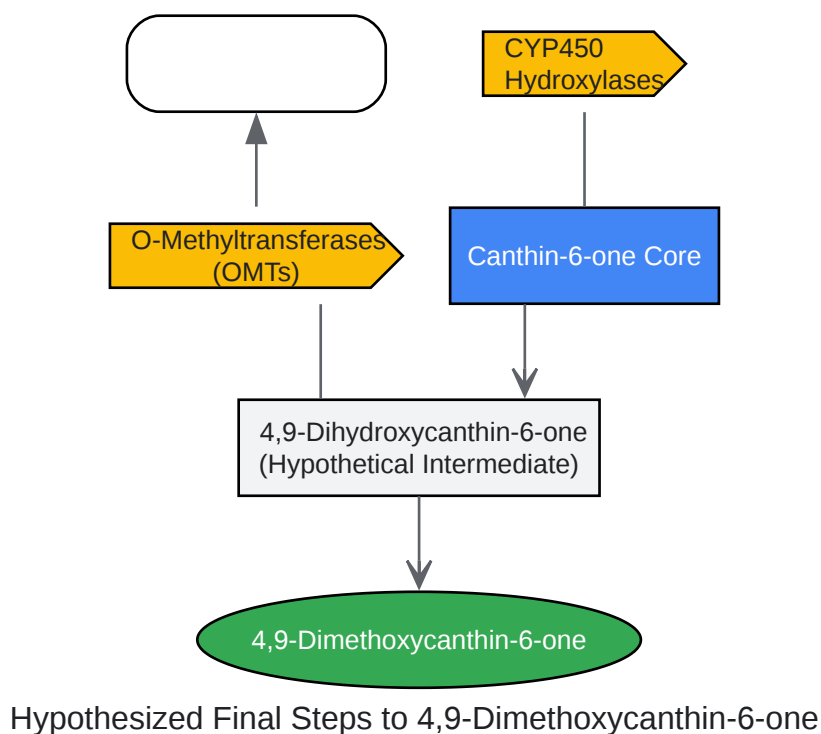 CYP450
Hydroxylases
O-Methyltransferases
(OMTs)
Canthin-6-one Core
4,9-Dihydroxycanthin-6-one
(Hypothetical Intermediate)
4,9-Dimethoxycanthin-6-one
Hypothesized Final Steps to 4,9-Dimethoxycanthin-6-one